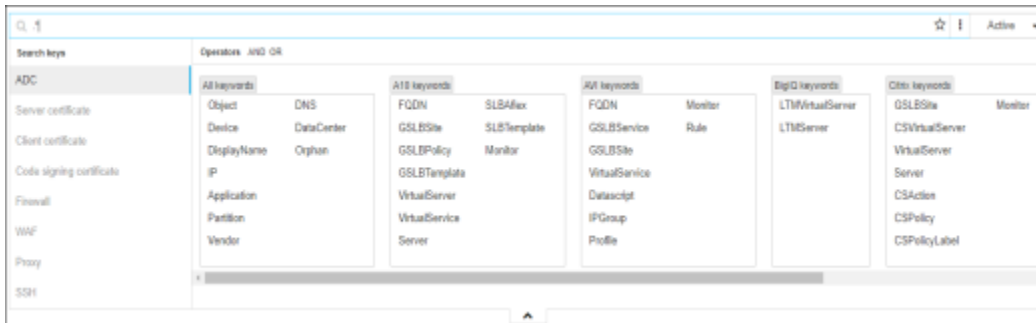 Active
Search keys
Operators AND OR
ADC
Server certificate
Client certificate
Code signing certificate
Firewall
WAF
Proxy
SSH
All keywords
Object DNS
Device DataCenter
DisplayName Orphan
IP
Application
Partition
Vendor
A10 keywords
FQDN SLBAflex
GSLBSite SLBTemplate
GSLBPolicy Monitor
GSLBTemplate
VirtualServer
VirtualService
Server
AVI keywords
FQDN Monitor
GSLBService Rule
GSLBSite
VirtualService
Datascript
IPGroup
Profile
BigIQ keywords
LTMVirtualServer
LTMServer
Citrix keywords
GSLBSite Monitor
CSVirtualServer
VirtualServer
Server
CSAction
CSPolicy
CSPolicyLabel